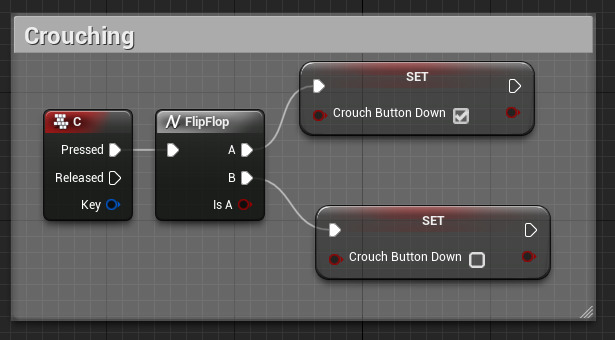 Crouching
C
Pressed
Released
Key
FlipFlop
A
B
Is A
SET
Crouch Button Down
SET
Crouch Button Down